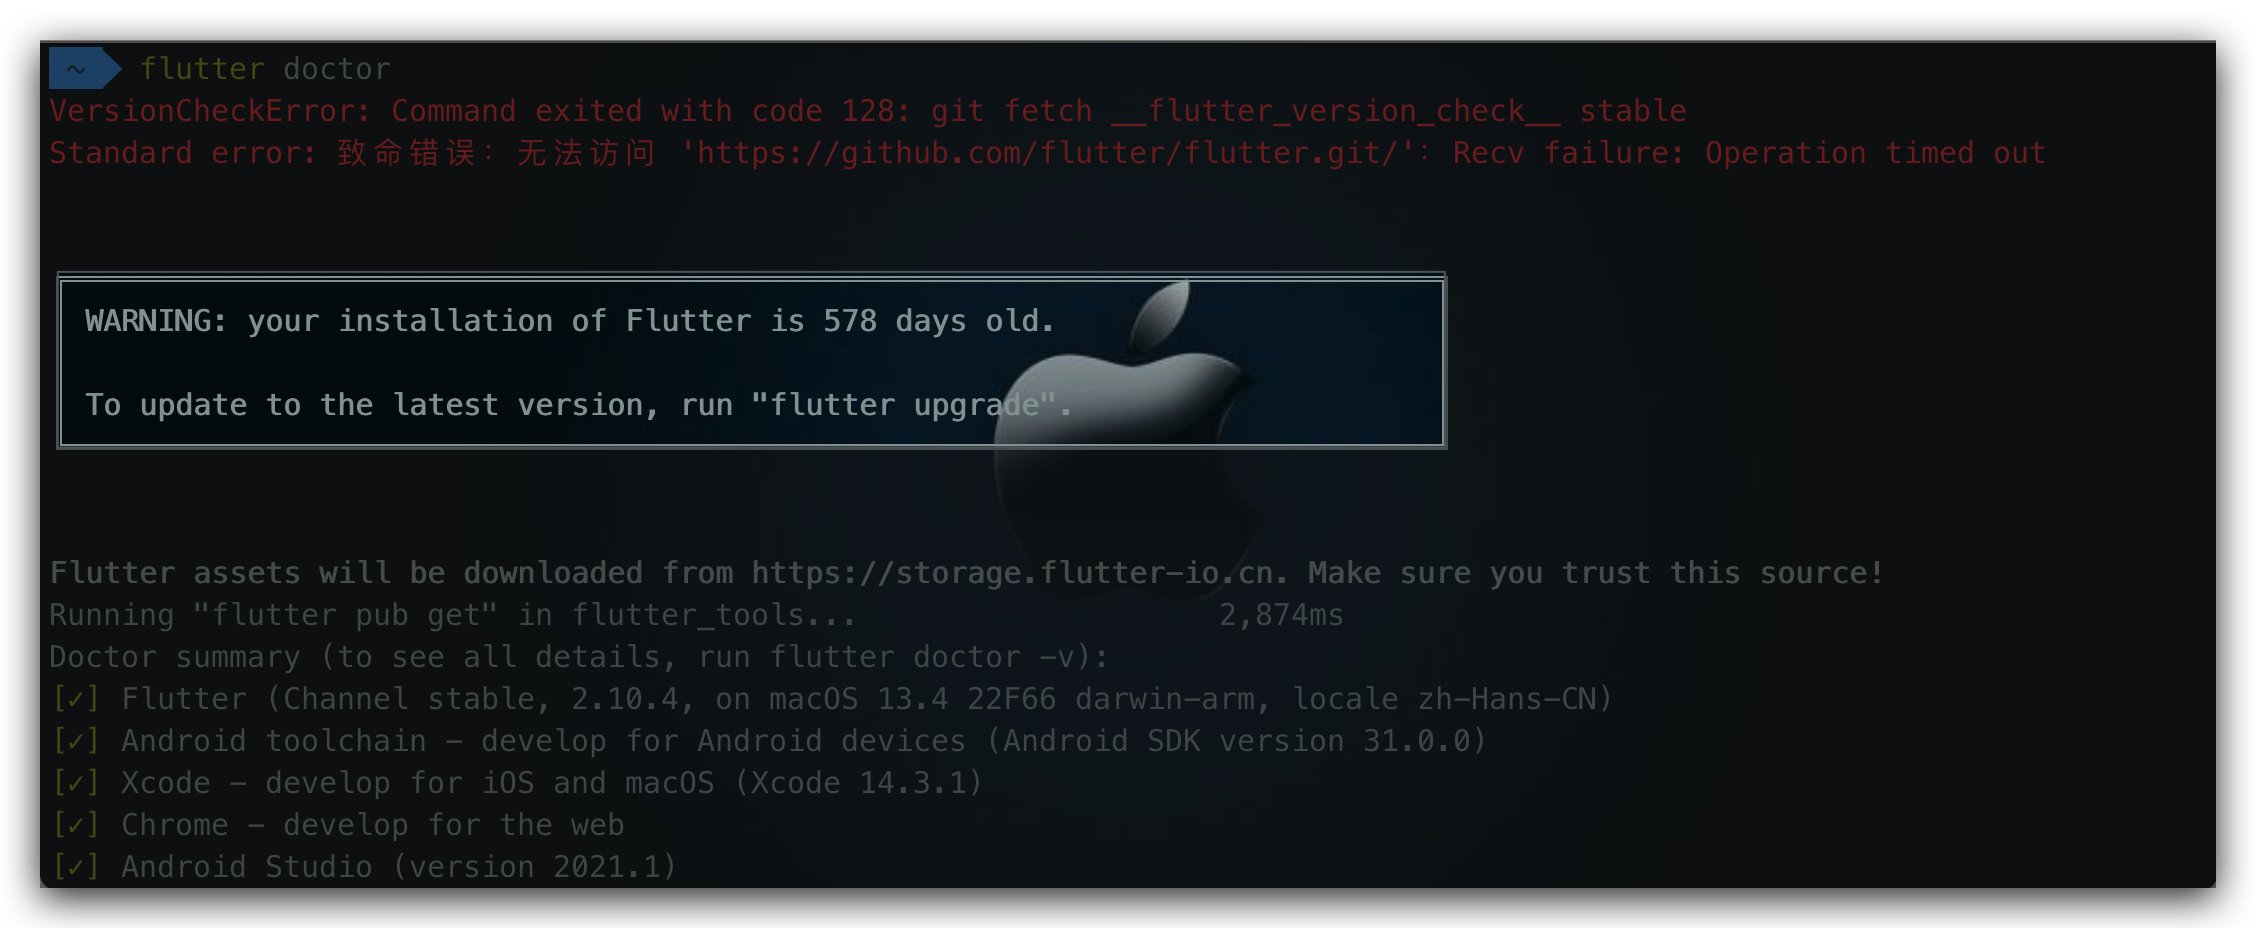 ~ flutter doctor
VersionCheckError: Command exited with code 128: git fetch __flutter_version_check__ stable
Standard error: 致命错误：无法访问 'https://github.com/flutter/flutter.git/'：Recv failure: Operation timed out
WARNING: your installation of Flutter is 578 days old.
To update to the latest version, run "flutter upgrade".
Flutter assets will be downloaded from https://storage.flutter-io.cn. Make sure you trust this source!
Running "flutter pub get" in flutter_tools... 2,874ms
Doctor summary (to see all details, run flutter doctor -v):
[✓] Flutter (Channel stable, 2.10.4, on macOS 13.4 22F66 darwin-arm, locale zh-Hans-CN)
[✓] Android toolchain - develop for Android devices (Android SDK version 31.0.0)
[✓] Xcode - develop for iOS and macOS (Xcode 14.3.1)
[✓] Chrome - develop for the web
[✓] Android Studio (version 2021.1)